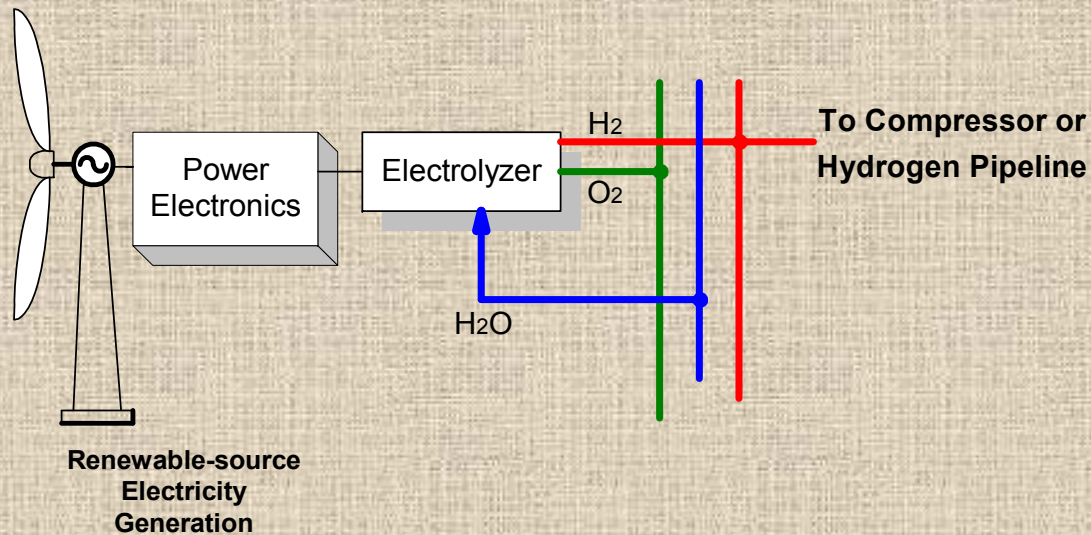 Power
Electronics
Electrolyzer
H2
O2
H2O
To Compressor or
Hydrogen Pipeline
Renewable-source
Electricity
Generation